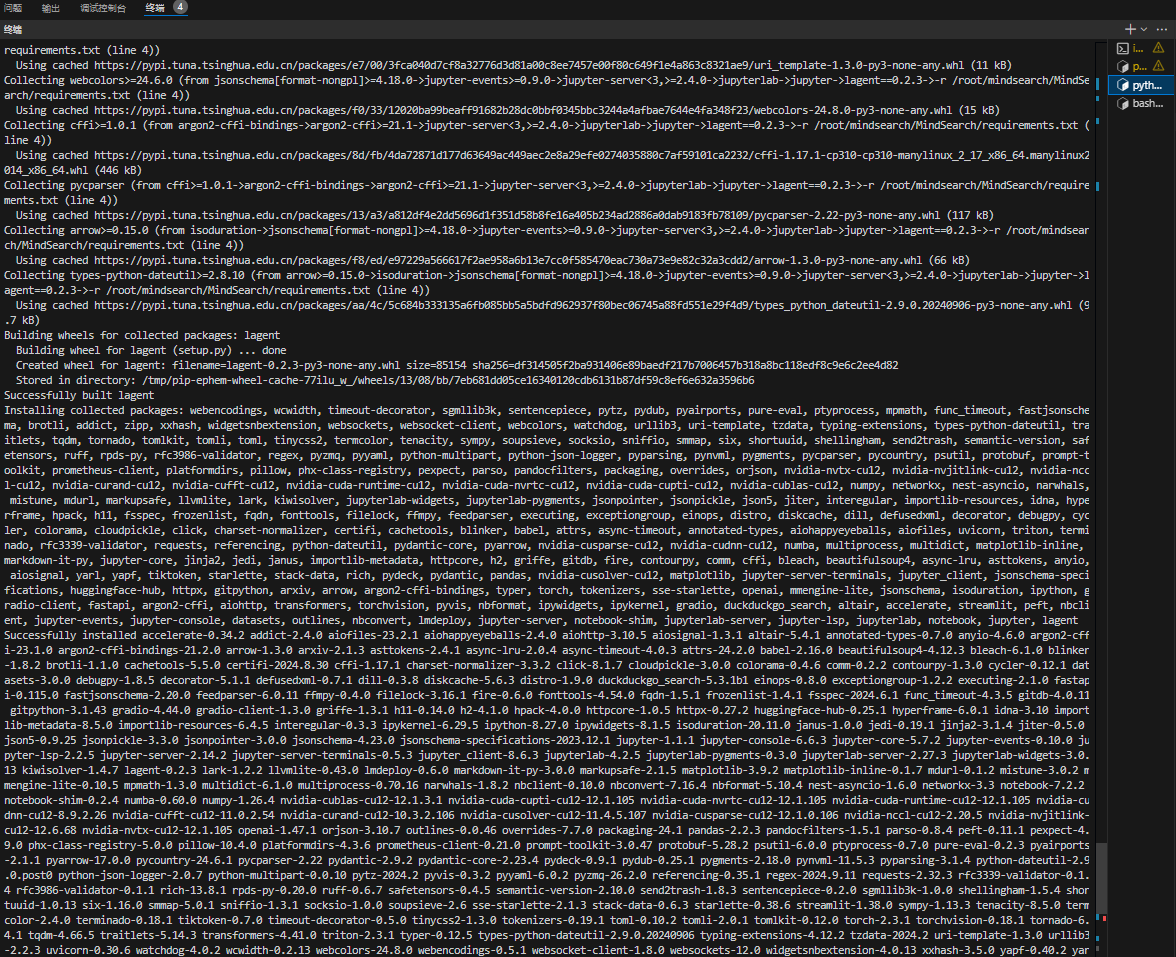 问题 输出 调试控制台 终端 4
终端
requirements.txt (line 4))
Using cached https://pypi.tuna.tsinghua.edu.cn/packages/e7/00/3fca040d7cf8a32776d3d81a00c8ee7457e00f80c649f1e4a863c8321ae9/uri_template-1.3.0-py3-none-any.whl (11 kB)
Collecting webcolors>=24.6.0 (from jsonschema[format-nongpl]>=4.18.0->jupyter-events>=0.9.0->jupyter-server<3,>=2.4.0->jupyterlab->jupyter->lagent==0.2.3->-r /root/mindsearch/MindSe
arch/requirements.txt (line 4))
Using cached https://pypi.tuna.tsinghua.edu.cn/packages/f0/33/12020ba99beaff91682b28dc0bbf0345bbc3244a4afbae7644e4fa348f23/webcolors-24.8.0-py3-none-any.whl (15 kB)
Collecting cffi>=1.0.1 (from argon2-cffi-bindings->argon2-cffi>=21.1->jupyter-server<3,>=2.4.0->jupyterlab->jupyter->lagent==0.2.3->-r /root/mindsearch/MindSearch/requirements.txt (
line 4))
Using cached https://pypi.tuna.tsinghua.edu.cn/packages/8d/fb/4da72871d177d63649ac449aec2e8a29efe0274035880c7af59101ca2232/cffi-1.17.1-cp310-cp310-manylinux_2_17_x86_64.manylinux2
014_x86_64.whl (446 kB)
Collecting pycparser (from cffi>=1.0.1->argon2-cffi-bindings->argon2-cffi>=21.1->jupyter-server<3,>=2.4.0->jupyterlab->jupyter->lagent==0.2.3->-r /root/mindsearch/MindSearch/require
ments.txt (line 4))
Using cached https://pypi.tuna.tsinghua.edu.cn/packages/13/a3/a812df4e2dd5696d1f351d58b8fe16a405b234ad2886a0dab9183fb78109/pycparser-2.22-py3-none-any.whl (117 kB)
Collecting arrow>=0.15.0 (from isoduration->jsonschema[format-nongpl]>=4.18.0->jupyter-events>=0.9.0->jupyter-server<3,>=2.4.0->jupyterlab->jupyter->lagent==0.2.3->-r /root/mindsear
ch/MindSearch/requirements.txt (line 4))
Using cached https://pypi.tuna.tsinghua.edu.cn/packages/f8/ed/e97229a566617f2ae958a6b13e7cc0f585470eac730a73e9e82c32a3cdd2/arrow-1.3.0-py3-none-any.whl (66 kB)
Collecting types-python-dateutil>=2.8.10 (from arrow>=0.15.0->isoduration->jsonschema[format-nongpl]>=4.18.0->jupyter-events>=0.9.0->jupyter-server<3,>=2.4.0->jupyterlab->jupyter->l
agent==0.2.3->-r /root/mindsearch/MindSearch/requirements.txt (line 4))
Using cached https://pypi.tuna.tsinghua.edu.cn/packages/aa/4c/5c684b333135a6fb085bb5a5bdfd962937f80bec06745a88fd551e29f4d9/types_python_dateutil-2.9.0.20240906-py3-none-any.whl (9
.7 kB)
Building wheels for collected packages: lagent
Building wheel for lagent (setup.py) ... done
Created wheel for lagent: filename=lagent-0.2.3-py3-none-any.whl size=85154 sha256=df314505f2ba931406e89baedf217b7006457b318a8bc118edf8c9e6c2ee4d82
Stored in directory: /tmp/pip-ephem-wheel-cache-77ilu_w_/wheels/13/08/bb/7eb681dd05ce16340120cdb6131b87df59c8ef6e632a3596b6
Successfully built lagent
Installing collected packages: webencodings, wcwidth, timeout-decorator, sgmllib3k, sentencepiece, pytz, pydub, pyairports, pure-eval, ptyprocess, mpmath, func_timeout, fastjsonsche
ma, brotli, addict, zipp, xxhash, widgetsnbextension, websockets, websocket-client, webcolors, watchdog, urllib3, uri-template, tzdata, typing-extensions, types-python-dateutil, tra
itlets, tqdm, tornado, tomlkit, tomli, toml, tinycss2, termcolor, tenacity, sympy, soupsieve, socksio, sniffio, smmap, six, shortuuid, shellingham, send2trash, semantic-version, saf
etensors, ruff, rpds-py, rfc3986-validator, regex, pyzmq, pyyaml, python-multipart, python-json-logger, pyparsing, pynvml, pygments, pycparser, pycountry, psutil, protobuf, prompt-t
oolkit, prometheus-client, platformdirs, pillow, phx-class-registry, pexpect, parso, pandocfilters, packaging, overrides, orjson, nvidia-nvtx-cu12, nvidia-nvjitlink-cu12, nvidia-ncc
l-cu12, nvidia-curand-cu12, nvidia-cufft-cu12, nvidia-cuda-runtime-cu12, nvidia-cuda-nvrtc-cu12, nvidia-cuda-cupti-cu12, nvidia-cublas-cu12, numpy, networkx, nest-asyncio, narwhals,
mistune, mdurl, markupsafe, llvmlite, lark, kiwisolver, jupyterlab-widgets, jupyterlab-pygments, jsonpointer, jsonpickle, json5, jiter, interegular, importlib-resources, idna, hype
rframe, hpack, h11, fsspec, frozenlist, fqdn, fonttools, filelock, ffmpy, feedparser, executing, exceptiongroup, einops, distro, diskcache, dill, defusedxml, decorator, debugpy, cyc
ler, colorama, cloudpickle, click, charset-normalizer, certifi, cachetools, blinker, babel, attrs, async-timeout, annotated-types, aiohappyeyeballs, aiofiles, uvicorn, triton, termi
nado, rfc3339-validator, requests, referencing, python-dateutil, pydantic-core, pyarrow, nvidia-cusparse-cu12, nvidia-cudnn-cu12, numba, multiprocess, multidict, matplotlib-inline,
markdown-it-py, jupyter-core, jinja2, jedi, janus, importlib-metadata, httpcore, h2, griffe, gitdb, fire, contourpy, comm, cffi, bleach, beautifulsoup4, async-lru, asttokens, anyio,
aiosignal, yarl, yapf, tiktoken, starlette, stack-data, rich, pydeck, pydantic, pandas, nvidia-cusolver-cu12, matplotlib, jupyter-server-terminals, jupyter_client, jsonschema-speci
fications, huggingface-hub, httpx, gitpython, arxiv, arrow, argon2-cffi-bindings, typer, torch, tokenizers, sse-starlette, openai, mmengine-lite, jsonschema, isoduration, ipython, g
radio-client, fastapi, argon2-cffi, aiohttp, transformers, torchvision, pyvis, nbformat, ipywidgets, ipykernel, gradio, duckduckgo_search, altair, accelerate, streamlit, peft, nbcli
ent, jupyter-events, jupyter-console, datasets, outlines, nbconvert, lmdeploy, jupyter-server, notebook-shim, jupyterlab-server, jupyter-lsp, jupyterlab, notebook, jupyter, lagent
Successfully installed accelerate-0.34.2 addict-2.4.0 aiofiles-23.2.1 aiohappyeyeballs-2.4.0 aiohttp-3.10.5 aiosignal-1.3.1 altair-5.4.1 annotated-types-0.7.0 anyio-4.6.0 argon2-cff
i-23.1.0 argon2-cffi-bindings-21.2.0 arrow-1.3.0 arxiv-2.1.3 asttokens-2.4.1 async-lru-2.0.4 async-timeout-4.0.3 attrs-24.2.0 babel-2.16.0 beautifulsoup4-4.12.3 bleach-6.1.0 blinker
-1.8.2 brotli-1.1.0 cachetools-5.5.0 certifi-2024.8.30 cffi-1.17.1 charset-normalizer-3.3.2 click-8.1.7 cloudpickle-3.0.0 colorama-0.4.6 comm-0.2.2 contourpy-1.3.0 cycler-0.12.1 dat
asets-3.0.0 debugpy-1.8.5 decorator-5.1.1 defusedxml-0.7.1 dill-0.3.8 diskcache-5.6.3 distro-1.9.0 duckduckgo_search-5.3.1b1 einops-0.8.0 exceptiongroup-1.2.2 executing-2.1.0 fastap
i-0.115.0 fastjsonschema-2.20.0 feedparser-6.0.11 ffmpy-0.4.0 filelock-3.16.1 fire-0.6.0 fonttools-4.54.0 fqdn-1.5.1 frozenlist-1.4.1 fsspec-2024.6.1 func_timeout-4.3.5 gitdb-4.0.11
gitpython-3.1.43 gradio-4.44.0 gradio-client-1.3.0 griffe-1.3.1 h11-0.14.0 h2-4.1.0 hpack-4.0.0 httpcore-1.0.5 httpx-0.27.2 huggingface-hub-0.25.1 hyperframe-6.0.1 idna-3.10 import
lib-metadata-8.5.0 importlib-resources-6.4.5 interegular-0.3.3 ipykernel-6.29.5 ipython-8.27.0 ipywidgets-8.1.5 isoduration-20.11.0 janus-1.0.0 jedi-0.19.1 jinja2-3.1.4 jiter-0.5.0
json5-0.9.25 jsonpickle-3.3.0 jsonpointer-3.0.0 jsonschema-4.23.0 jsonschema-specifications-2023.12.1 jupyter-1.1.1 jupyter-console-6.6.3 jupyter-core-5.7.2 jupyter-events-0.10.0 ju
pyter-lsp-2.2.5 jupyter-server-2.14.2 jupyter-server-terminals-0.5.3 jupyter_client-8.6.3 jupyterlab-4.2.5 jupyterlab-pygments-0.3.0 jupyterlab-server-2.27.3 jupyterlab-widgets-3.0.
13 kiwisolver-1.4.7 lagent-0.2.3 lark-1.2.2 llvmlite-0.43.0 lmdeploy-0.6.0 markdown-it-py-3.0.0 markupsafe-2.1.5 matplotlib-3.9.2 matplotlib-inline-0.1.7 mdurl-0.1.2 mistune-3.0.2 m
mengine-lite-0.10.5 mpmath-1.3.0 multidict-6.1.0 multiprocess-0.70.16 narwhals-1.8.2 nbclient-0.10.0 nbconvert-7.16.4 nbformat-5.10.4 nest-asyncio-1.6.0 networkx-3.3 notebook-7.2.2
notebook-shim-0.2.4 numba-0.60.0 numpy-1.26.4 nvidia-cublas-cu12-12.1.3.1 nvidia-cuda-cupti-cu12-12.1.105 nvidia-cuda-nvrtc-cu12-12.1.105 nvidia-cuda-runtime-cu12-12.1.105 nvidia-cu
dnn-cu12-8.9.2.26 nvidia-cufft-cu12-11.0.2.54 nvidia-curand-cu12-10.3.2.106 nvidia-cusolver-cu12-11.4.5.107 nvidia-cusparse-cu12-12.1.0.106 nvidia-nccl-cu12-2.20.5 nvidia-nvjitlink-
cu12-12.6.68 nvidia-nvtx-cu12-12.1.105 openai-1.47.1 orjson-3.10.7 outlines-0.0.46 overrides-7.7.0 packaging-24.1 pandas-2.2.3 pandocfilters-1.5.1 parso-0.8.4 peft-0.11.1 pexpect-4.
9.0 phx-class-registry-5.0.0 pillow-10.4.0 platformdirs-4.3.6 prometheus-client-0.21.0 prompt-toolkit-3.0.47 protobuf-5.28.2 psutil-6.0.0 ptyprocess-0.7.0 pure-eval-0.2.3 pyairports
-2.1.1 pyarrow-17.0.0 pycountry-24.6.1 pycparser-2.22 pydantic-2.9.2 pydantic-core-2.23.4 pydeck-0.9.1 pydub-0.25.1 pygments-2.18.0 pynvml-11.5.3 pyparsing-3.1.4 python-dateutil-2.9
.0.post0 python-json-logger-2.0.7 python-multipart-0.0.10 pytz-2024.2 pyvis-0.3.2 pyyaml-6.0.2 pyzmq-26.2.0 referencing-0.35.1 regex-2024.9.11 requests-2.32.3 rfc3339-validator-0.1.
4 rfc3986-validator-0.1.1 rich-13.8.1 rpds-py-0.20.0 ruff-0.6.7 safetensors-0.4.5 semantic-version-2.10.0 send2trash-1.8.3 sentencepiece-0.2.0 sgmllib3k-1.0.0 shellingham-1.5.4 shor
tuuid-1.0.13 six-1.16.0 smmap-5.0.1 sniffio-1.3.1 socksio-1.0.0 soupsieve-2.6 sse-starlette-2.1.3 stack-data-0.6.3 starlette-0.38.6 streamlit-1.38.0 sympy-1.13.3 tenacity-8.5.0 term
color-2.4.0 terminado-0.18.1 tiktoken-0.7.0 timeout-decorator-0.5.0 tinycss2-1.3.0 tokenizers-0.19.1 toml-0.10.2 tomli-2.0.1 tomlkit-0.12.0 torch-2.3.1 torchvision-0.18.1 tornado-6.
4.1 tqdm-4.66.5 traitlets-5.14.3 transformers-4.41.0 triton-2.3.1 typer-0.12.5 types-python-dateutil-2.9.0.20240906 typing-extensions-4.12.2 tzdata-2024.2 uri-template-1.3.0 urllib3
-2.2.3 uvicorn-0.30.6 watchdog-4.0.2 wcwidth-0.2.13 webcolors-24.8.0 webencodings-0.5.1 websocket-client-1.8.0 websockets-12.0 widgetsnbextension-4.0.13 xxhash-3.5.0 yapf-0.40.2 yar
i...
p...
pyth...
bash...